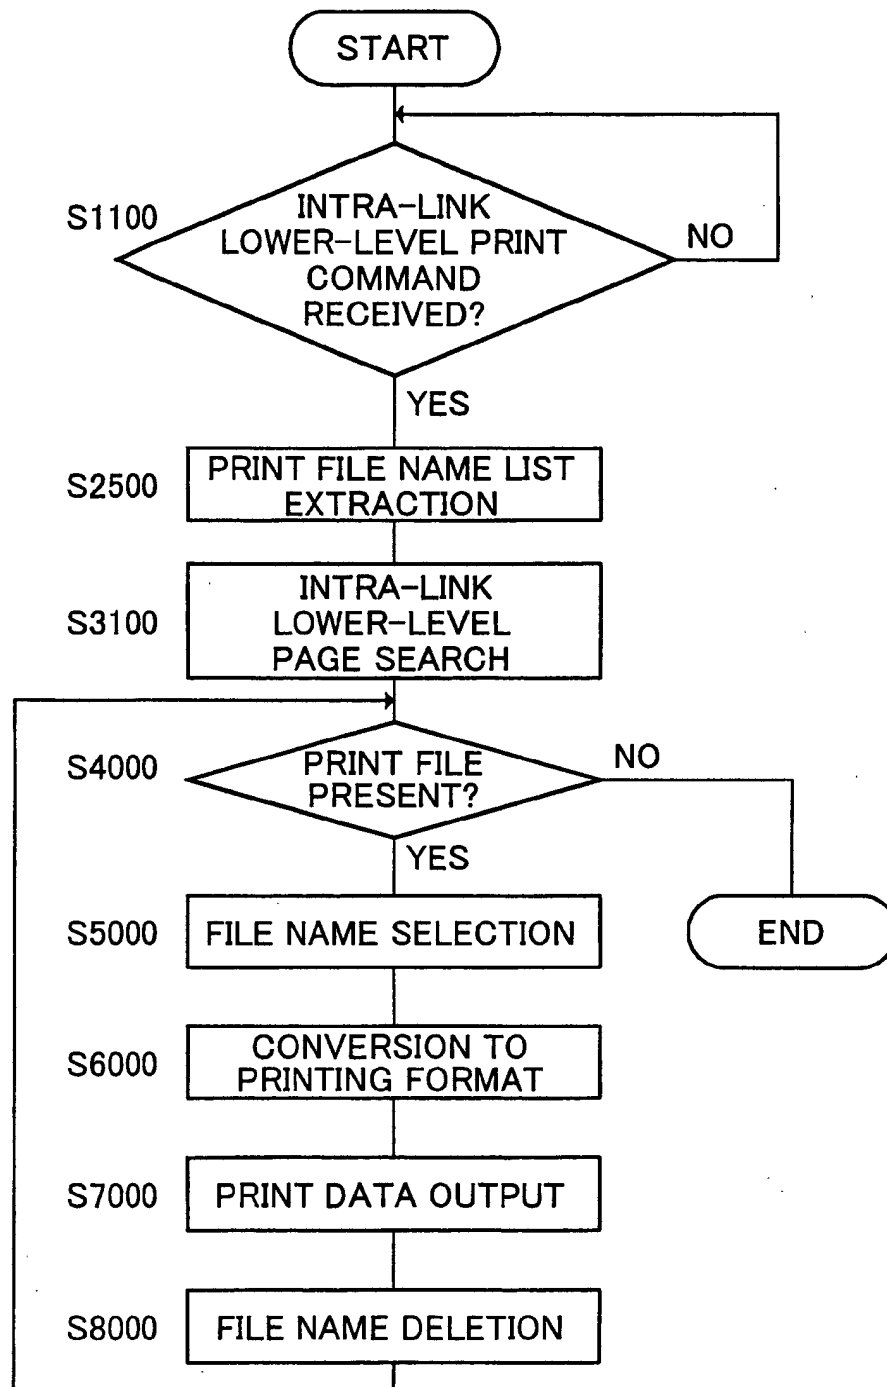 START
S1100
INTRA-LINK
LOWER-LEVEL PRINT
COMMAND
RECEIVED?
NO
YES
S2500
PRINT FILE NAME LIST
EXTRACTION
S3100
INTRA-LINK
LOWER-LEVEL
PAGE SEARCH
S4000
PRINT FILE
PRESENT?
NO
YES
S5000
FILE NAME SELECTION
END
S6000
CONVERSION TO
PRINTING FORMAT
S7000
PRINT DATA OUTPUT
S8000
FILE NAME DELETION